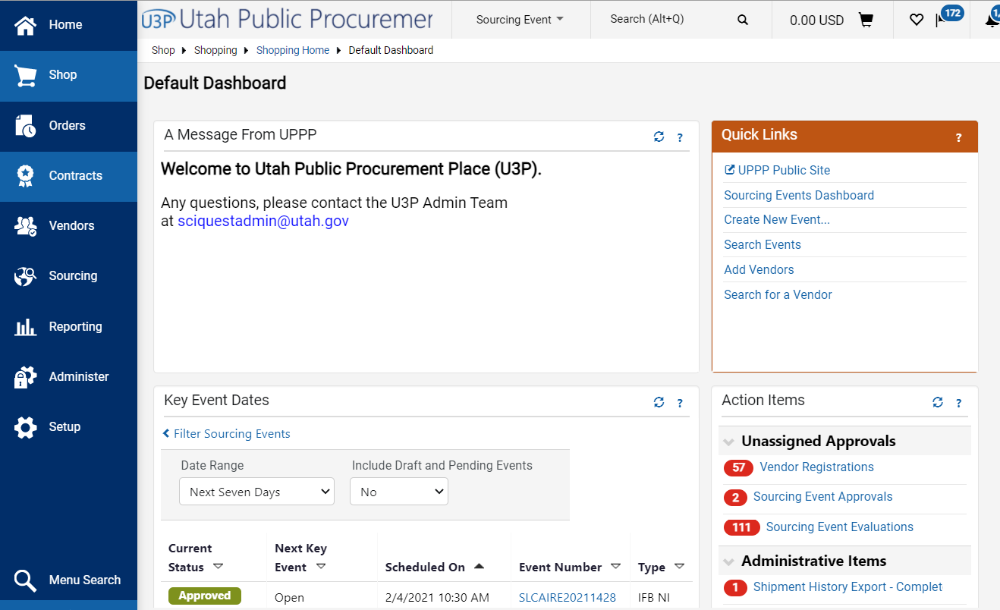 Home
Shop
Orders
Contracts
Vendors
Sourcing
Reporting
Administer
Setup
Menu Search
U3P Utah Public Procuremen
Sourcing Event
Search (Alt+Q)
0.00 USD
172
1,
Shop Shopping Shopping Home Default Dashboard
Default Dashboard
A Message From UPPP
?
Welcome to Utah Public Procurement Place (U3P).
Any questions, please contact the U3P Admin Team
at sciquestadmin@utah.gov
Quick Links
?
UPPP Public Site
Sourcing Events Dashboard
Create New Event...
Search Events
Add Vendors
Search for a Vendor
Key Event Dates
?
Filter Sourcing Events
Date Range Include Draft and Pending Events
Next Seven Days No
Current Status Next Key Event Scheduled On Event Number Type
Approved Open 2/4/2021 10:30 AM SLCAIRE20211428 IFB NI
Action Items
?
Unassigned Approvals
57 Vendor Registrations
2 Sourcing Event Approvals
111 Sourcing Event Evaluations
Administrative Items
1 Shipment History Export - Complet